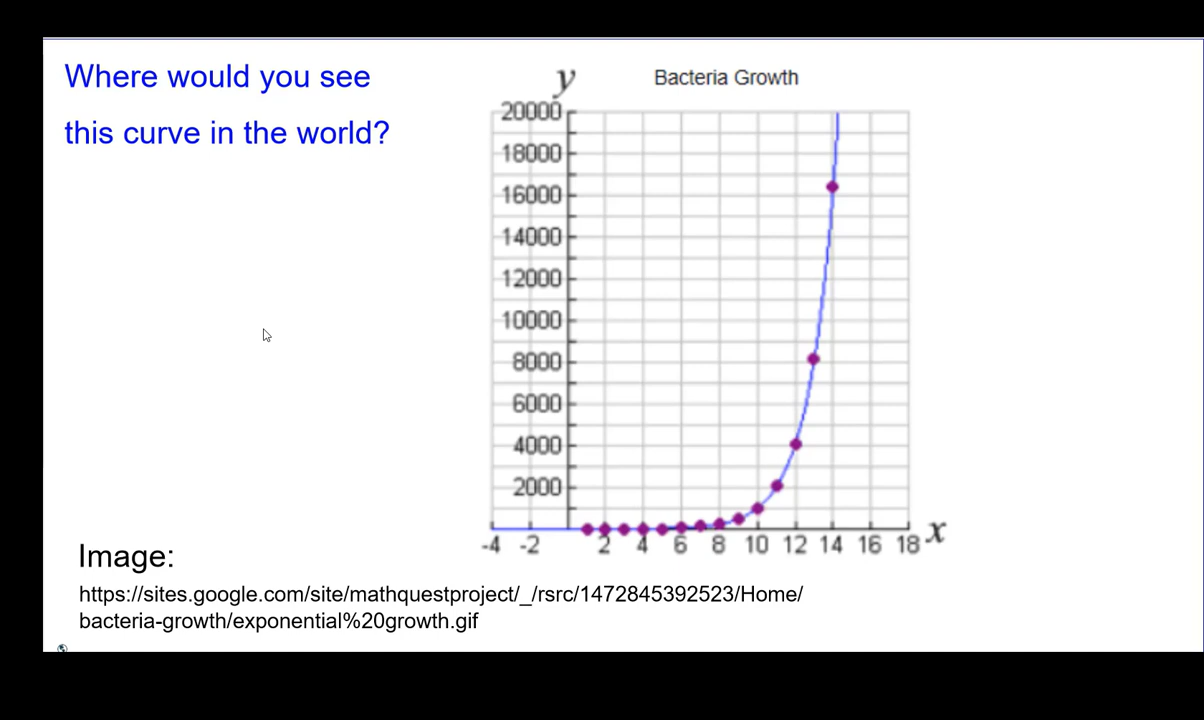 Where would you see
this curve in the world?
y
Bacteria Growth
20000
18000
16000
14000
12000
10000
8000
6000
4000
2000
-4 -2 2 4 6 8 10 12 14 16 18 x
Image:
https://sites.google.com/site/mathquestproject/_/rsrc/1472845392523/Home/
bacteria-growth/exponential%20growth.gif